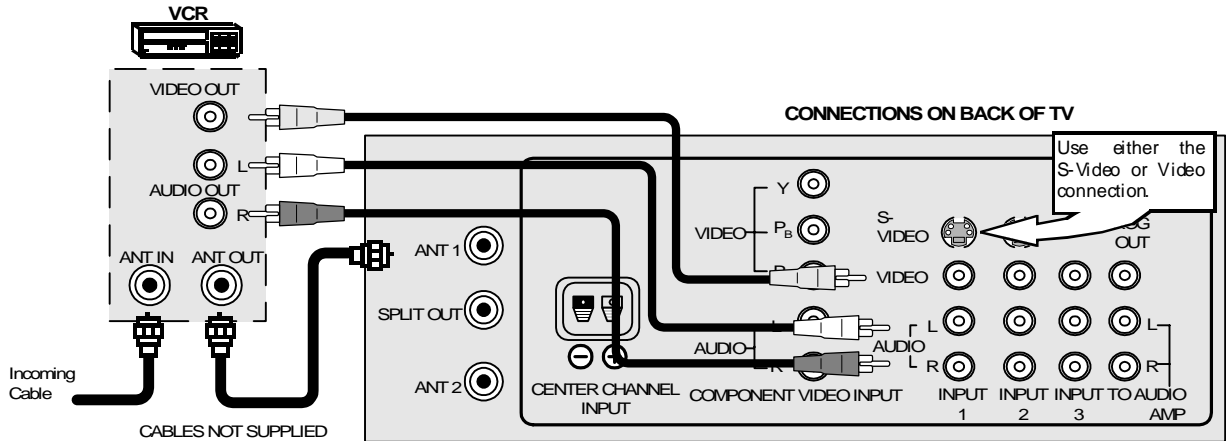 VCR
VIDEO OUT
L
AUDIO OUT
R
ANT IN
ANT OUT
Incoming
Cable
CABLES NOT SUPPLIED
CONNECTIONS ON BACK OF TV
Use either the
S-Video or Video
connection.
ANT 1
SPLIT OUT
ANT 2
CENTER CHANNEL
INPUT
Y
VIDEO
PB
AUDIO
COMPONENT VIDEO INPUT
S-
VIDEO
VIDEO
AUDIO
L
R
OUT
L
R
INPUT
1
INPUT
2
INPUT
3
TO AUDIO
AMP